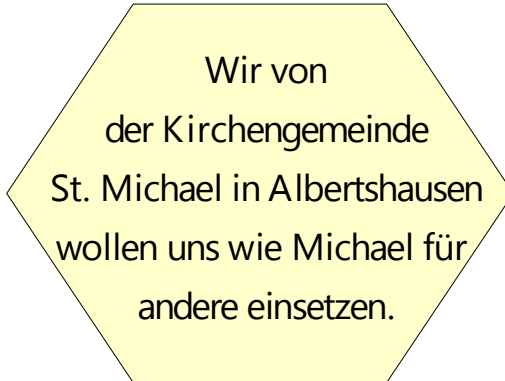 Wir von
der Kirchengemeinde
St. Michael in Albertshausen
wollen uns wie Michael für
andere einsetzen.